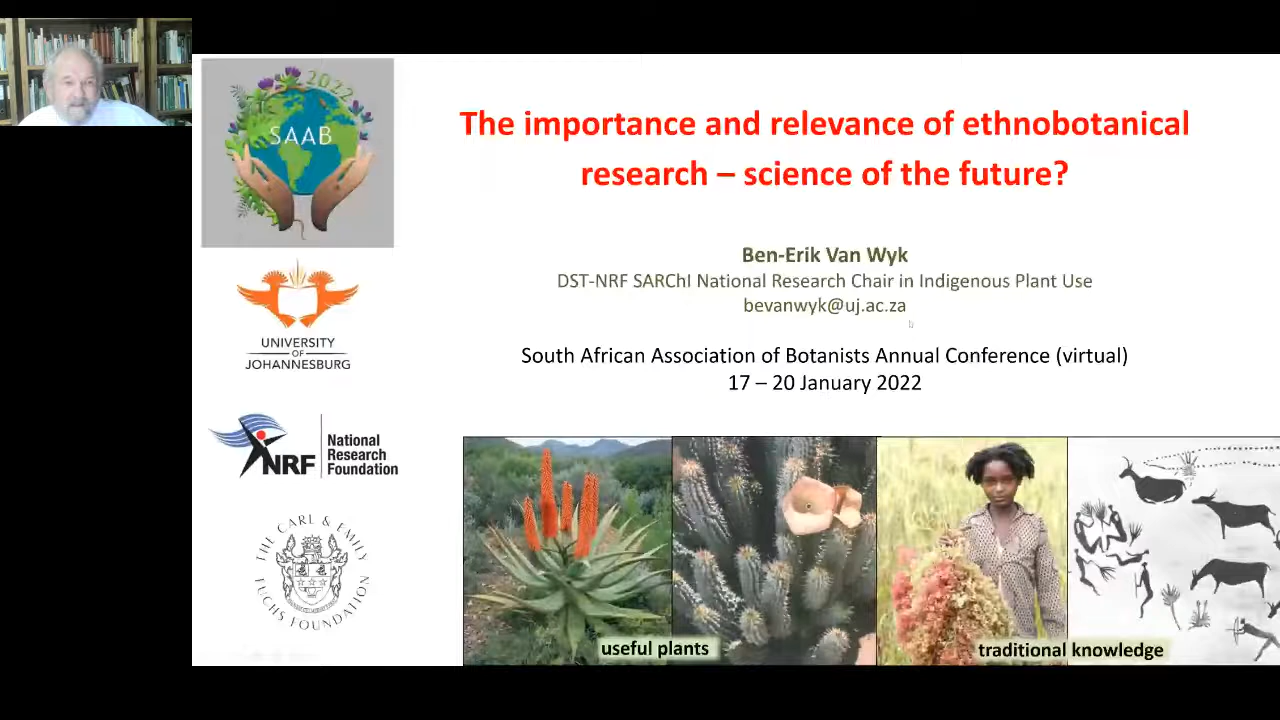 2022
SAAB
The importance and relevance of ethnobotanical
research – science of the future?
Ben-Erik Van Wyk
DST-NRF SARChI National Research Chair in Indigenous Plant Use
bevanwyk@uj.ac.za
UNIVERSITY
OF
JOHANNESBURG
South African Association of Botanists Annual Conference (virtual)
17 – 20 January 2022
NRF
National
Research
Foundation
THE CARL & EMILY
FUCHS FOUNDATION
useful plants
traditional knowledge